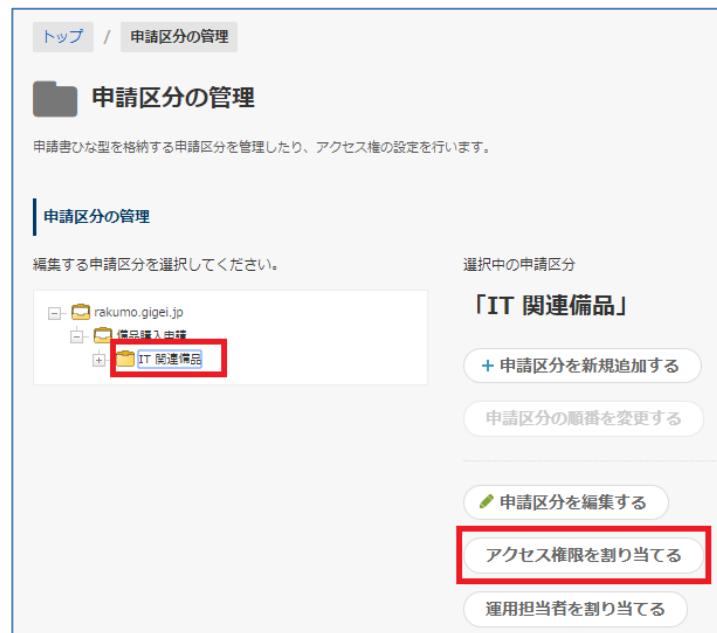 トップ / 申請区分の管理
申請区分の管理
申請書ひな型を格納する申請区分を管理したり、アクセス権の設定を行います。
申請区分の管理
編集する申請区分を選択してください。
rakumo.gigei.jp
備品購入申請
IT 関連備品
選択中の申請区分
「IT 関連備品」
+ 申請区分を新規追加する
申請区分の順番を変更する
申請区分を編集する
アクセス権限を割り当てる
運用担当者を割り当てる